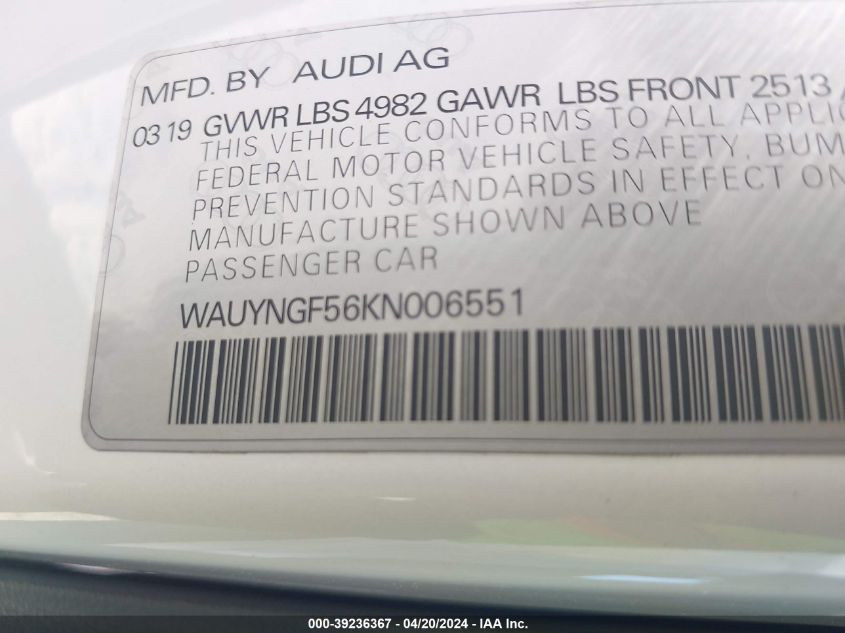 MFD. BY AUDI AG
03 19 GVWR LBS 4982 GAWR LBS FRONT 2513
THIS VEHICLE CONFORMS TO ALL APPLIC
FEDERAL MOTOR VEHICLE SAFETY, BUM
PREVENTION STANDARDS IN EFFECT ON
MANUFACTURE SHOWN ABOVE
PASSENGER CAR
WAUYNGF56KN006551
000-39236367 - 04/20/2024 - IAA Inc.